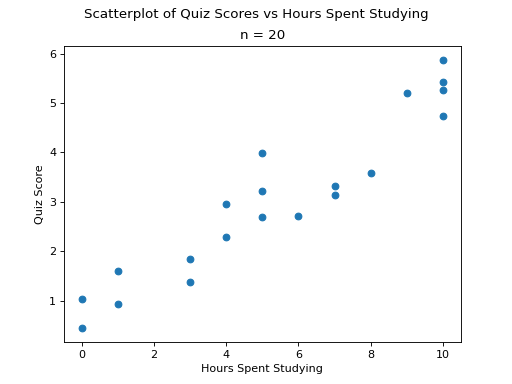 Scatterplot of Quiz Scores vs Hours Spent Studying
n = 20
6
5
4
3
2
1
Quiz Score
0 2 4 6 8 10
Hours Spent Studying